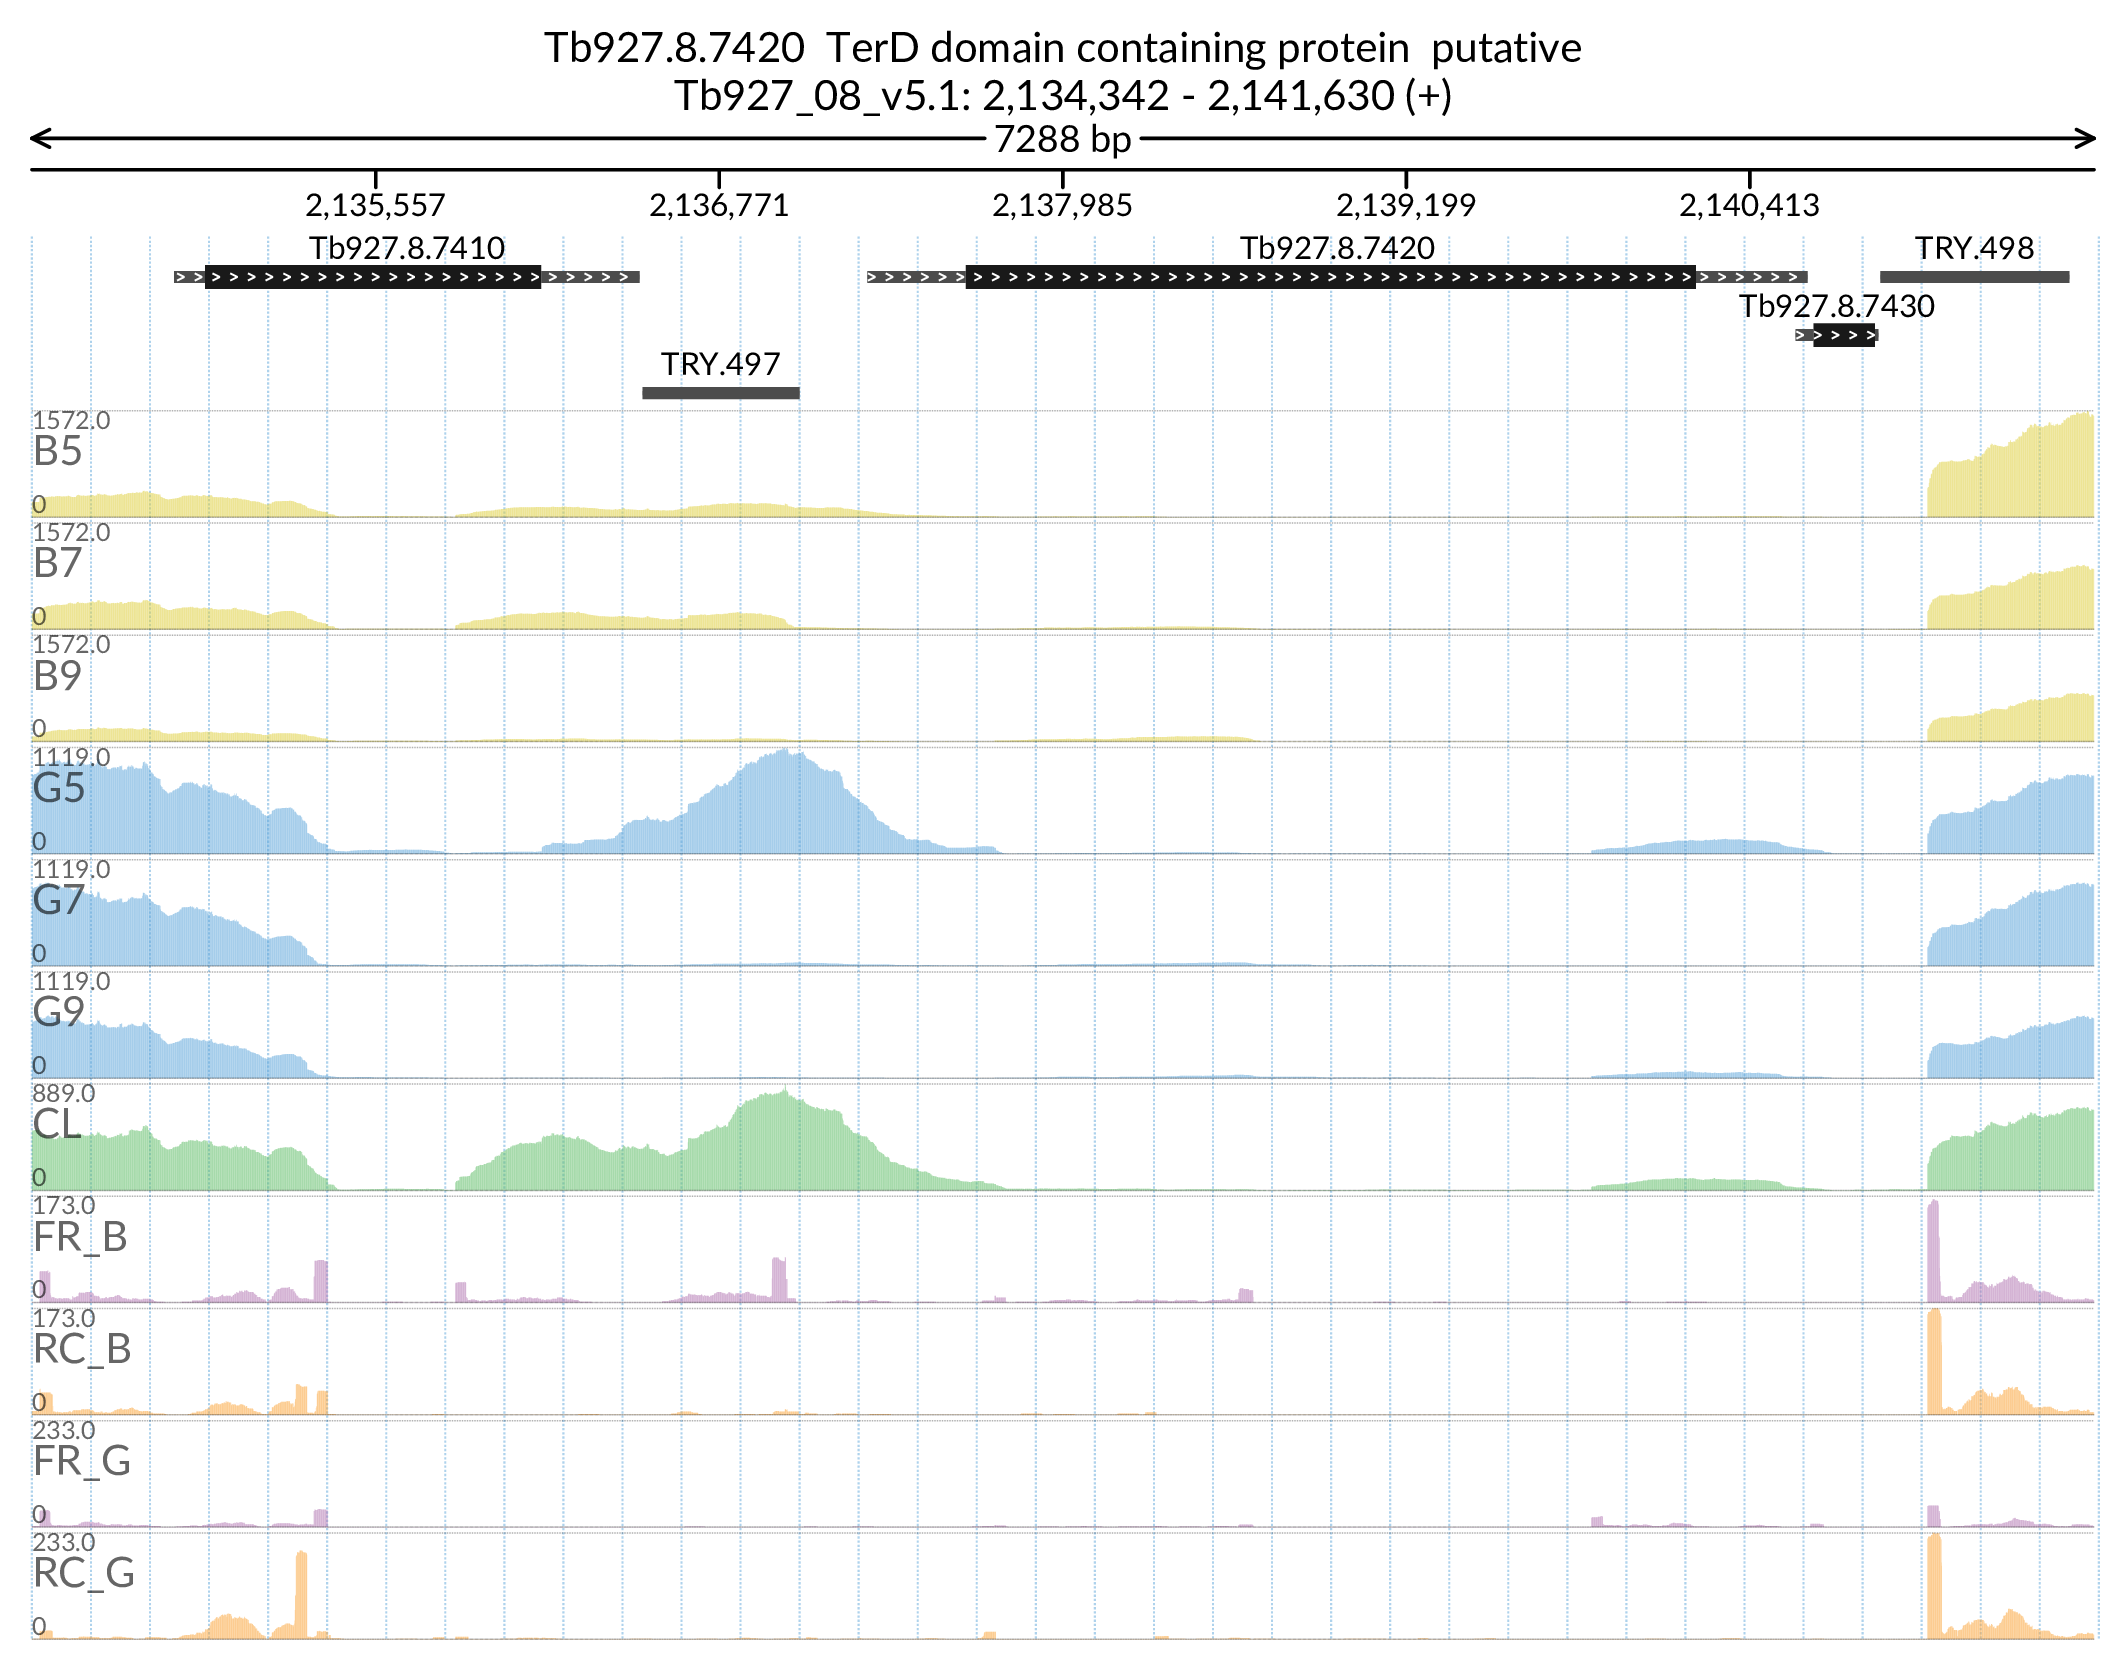 Tb927.8.7420  TerD domain containing protein  putative
Tb927_08_v5.1: 2,134,342 - 2,141,630 (+)
7288 bp
2,135,557 2,136,771 2,137,985 2,139,199 2,140,413
Tb927.8.7410 Tb927.8.7420 TRY.498
Tb927.8.7430
TRY.497
1572.0
B5
0
1572.0
B7
0
1572.0
B9
0
1119.0
G5
0
1119.0
G7
0
1119.0
G9
0
889.0
CL
0
173.0
FR_B
0
173.0
RC_B
0
233.0
FR_G
0
233.0
RC_G
0